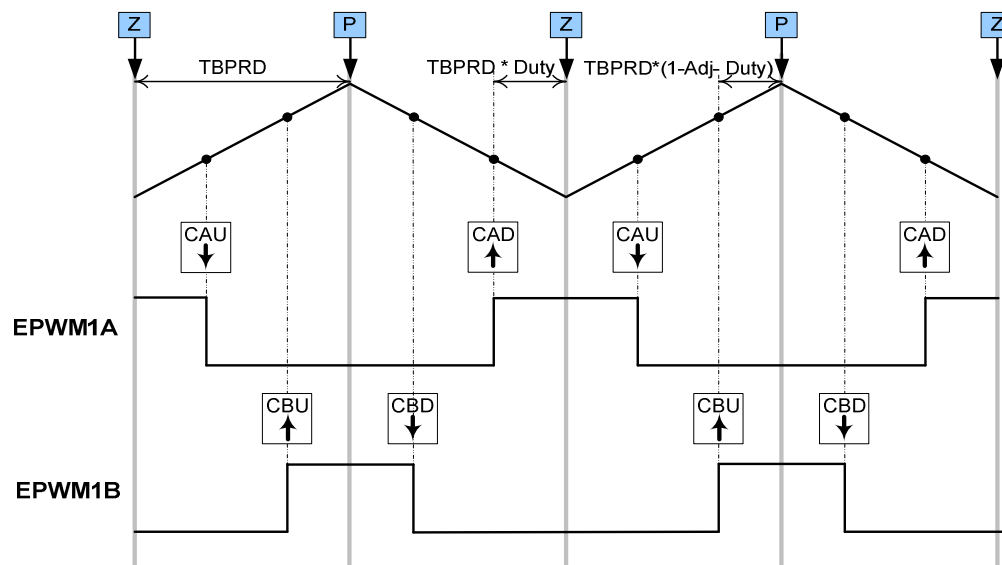 Z P Z P Z
TBPRD TBPRD * Duty TBPRD*(1-Adj- Duty)
CAU CAD CAU CAD
EPWM1A
CBU CBD CBU CBD
EPWM1B